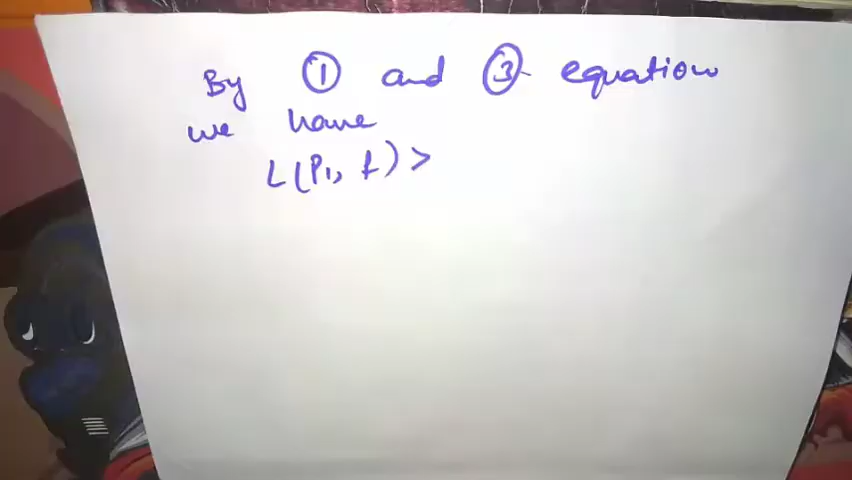 By ① and ③ equation
we have
L(P₁, f) >